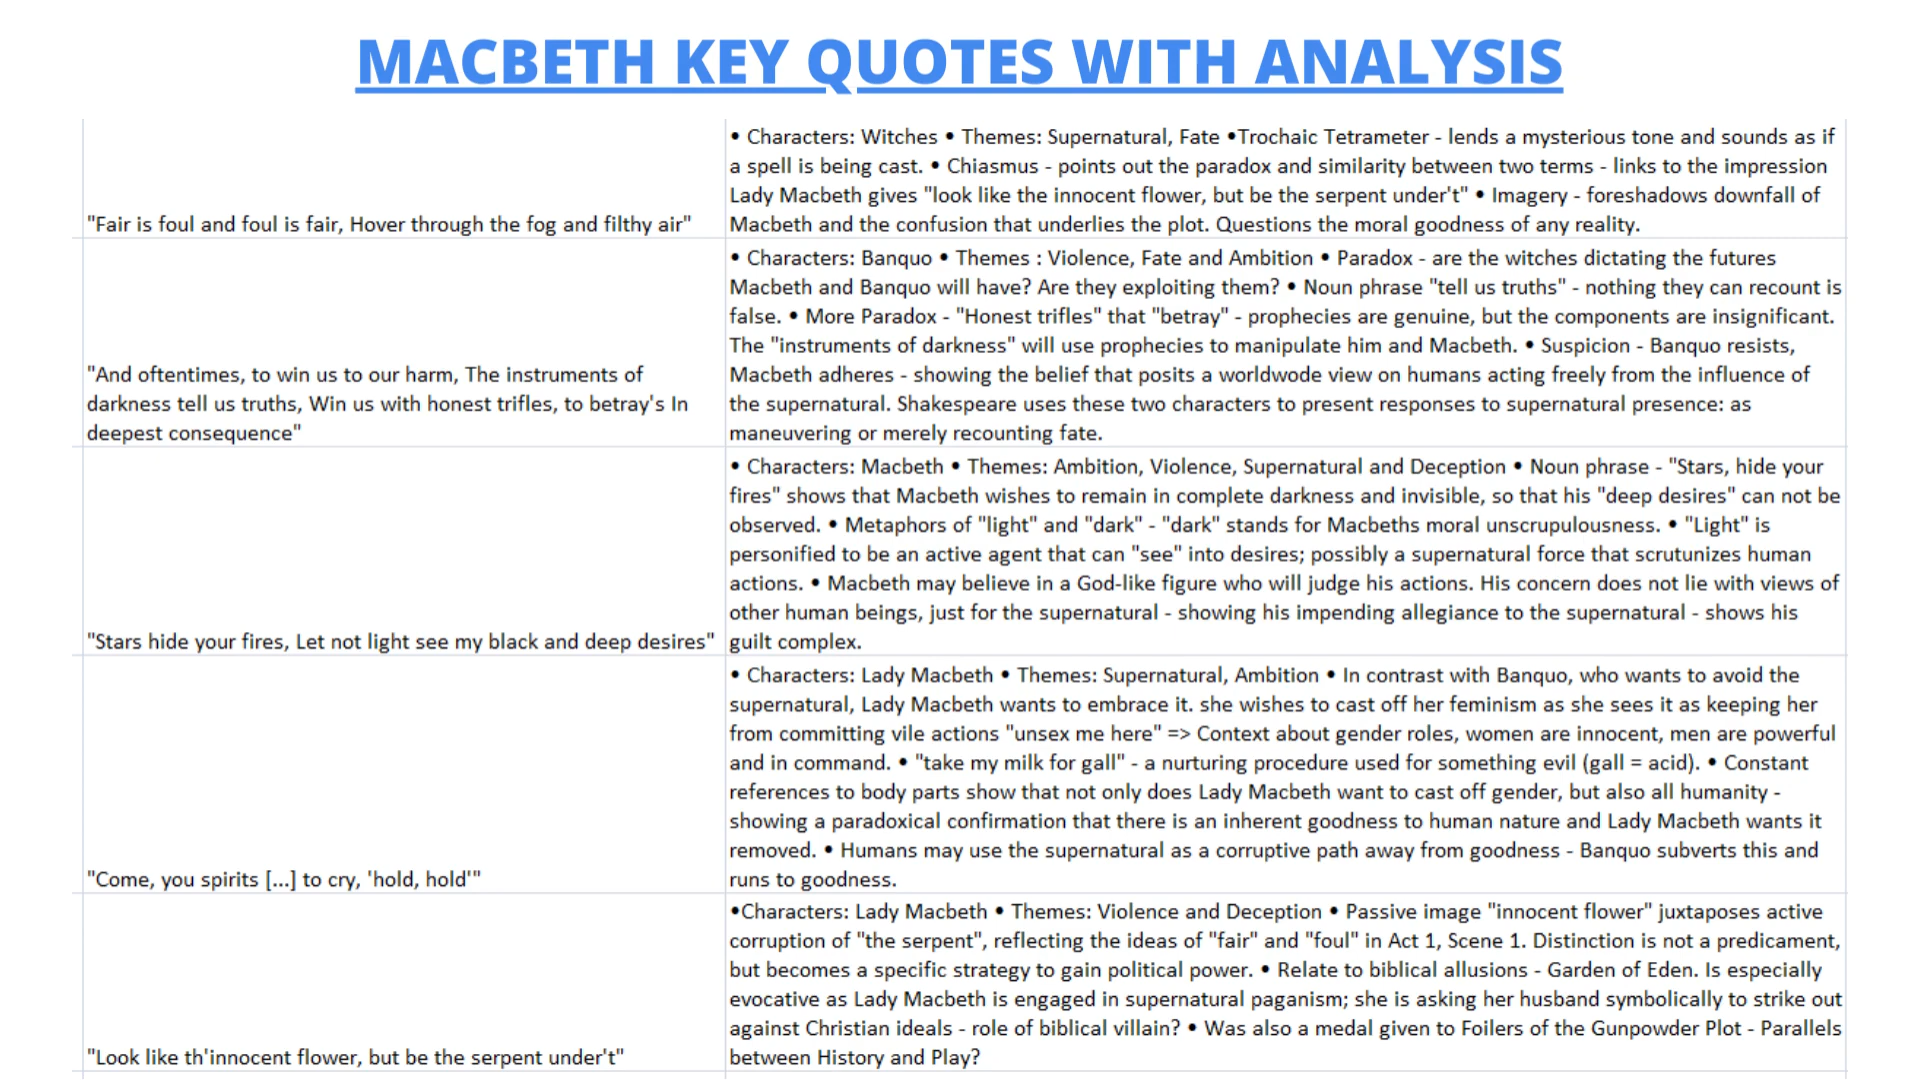 MACBETH KEY QUOTES WITH ANALYSIS
"Fair is foul and foul is fair, Hover through the fog and filthy air"
• Characters: Witches • Themes: Supernatural, Fate •Trochaic Tetrameter - lends a mysterious tone and sounds as if
a spell is being cast. • Chiasmus - points out the paradox and similarity between two terms - links to the impression
Lady Macbeth gives "look like the innocent flower, but be the serpent under't" • Imagery - foreshadows downfall of
Macbeth and the confusion that underlies the plot. Questions the moral goodness of any reality.
"And oftentimes, to win us to our harm, The instruments of
darkness tell us truths, Win us with honest trifles, to betray's In
deepest consequence"
• Characters: Banquo • Themes : Violence, Fate and Ambition • Paradox - are the witches dictating the futures
Macbeth and Banquo will have? Are they exploiting them? • Noun phrase "tell us truths" - nothing they can recount is
false. • More Paradox - "Honest trifles" that "betray" - prophecies are genuine, but the components are insignificant.
The "instruments of darkness" will use prophecies to manipulate him and Macbeth. • Suspicion - Banquo resists,
Macbeth adheres - showing the belief that posits a worldwode view on humans acting freely from the influence of
the supernatural. Shakespeare uses these two characters to present responses to supernatural presence: as
maneuvering or merely recounting fate.
"Stars hide your fires, Let not light see my black and deep desires"
• Characters: Macbeth • Themes: Ambition, Violence, Supernatural and Deception • Noun phrase - "Stars, hide your
fires" shows that Macbeth wishes to remain in complete darkness and invisible, so that his "deep desires" can not be
observed. • Metaphors of "light" and "dark" - "dark" stands for Macbeths moral unscrupulousness. • "Light" is
personified to be an active agent that can "see" into desires; possibly a supernatural force that scrutunizes human
actions. • Macbeth may believe in a God-like figure who will judge his actions. His concern does not lie with views of
other human beings, just for the supernatural - showing his impending allegiance to the supernatural - shows his
guilt complex.
"Come, you spirits [...] to cry, 'hold, hold'"
• Characters: Lady Macbeth • Themes: Supernatural, Ambition • In contrast with Banquo, who wants to avoid the
supernatural, Lady Macbeth wants to embrace it. she wishes to cast off her feminism as she sees it as keeping her
from committing vile actions "unsex me here" => Context about gender roles, women are innocent, men are powerful
and in command. • "take my milk for gall" - a nurturing procedure used for something evil (gall = acid). • Constant
references to body parts show that not only does Lady Macbeth want to cast off gender, but also all humanity -
showing a paradoxical confirmation that there is an inherent goodness to human nature and Lady Macbeth wants it
removed. • Humans may use the supernatural as a corruptive path away from goodness - Banquo subverts this and
runs to goodness.
"Look like th'innocent flower, but be the serpent under't"
•Characters: Lady Macbeth • Themes: Violence and Deception • Passive image "innocent flower" juxtaposes active
corruption of "the serpent", reflecting the ideas of "fair" and "foul" in Act 1, Scene 1. Distinction is not a predicament,
but becomes a specific strategy to gain political power. • Relate to biblical allusions - Garden of Eden. Is especially
evocative as Lady Macbeth is engaged in supernatural paganism; she is asking her husband symbolically to strike out
against Christian ideals - role of biblical villain? • Was also a medal given to Foilers of the Gunpowder Plot - Parallels
between History and Play?